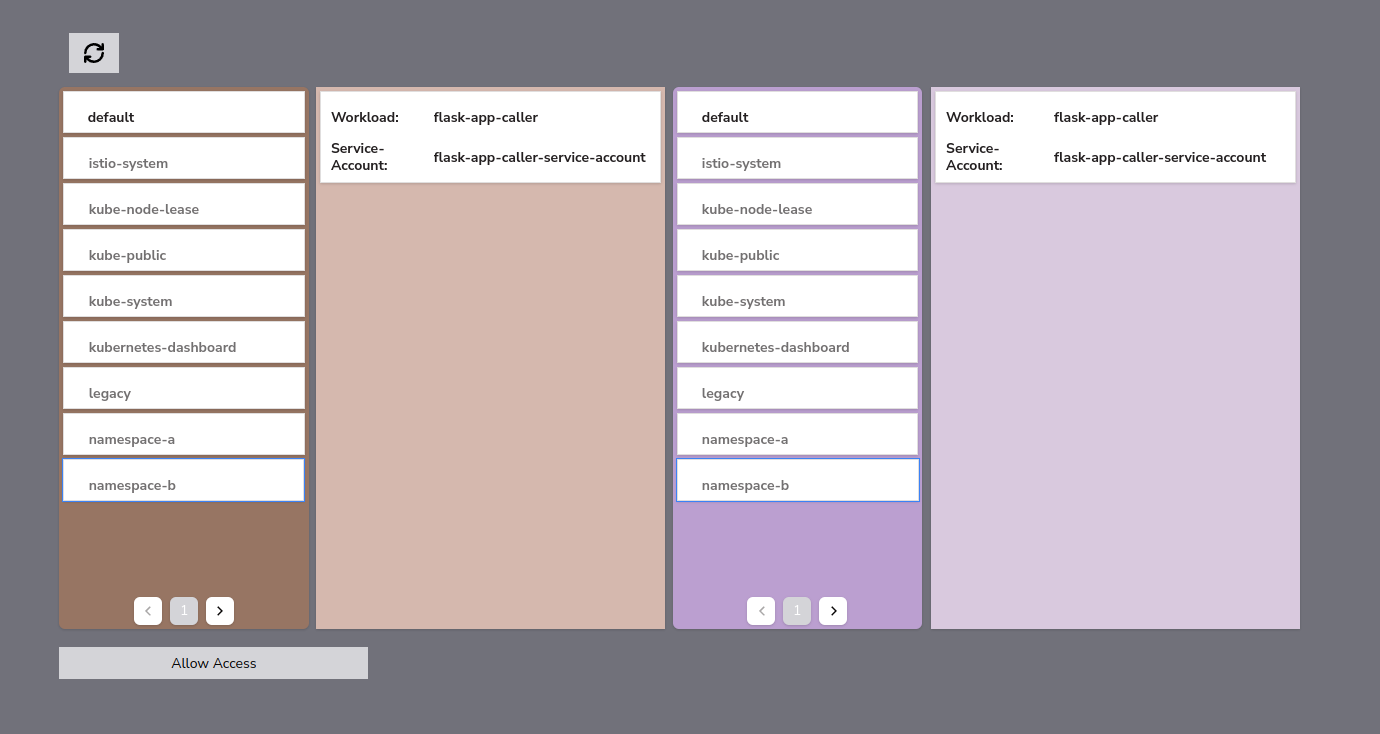 default
istio-system
kube-node-lease
kube-public
kube-system
kubernetes-dashboard
legacy
namespace-a
namespace-b
1
Workload: flask-app-caller
Service-
Account: flask-app-caller-service-account
default
istio-system
kube-node-lease
kube-public
kube-system
kubernetes-dashboard
legacy
namespace-a
namespace-b
1
Workload: flask-app-caller
Service-
Account: flask-app-caller-service-account
Allow Access